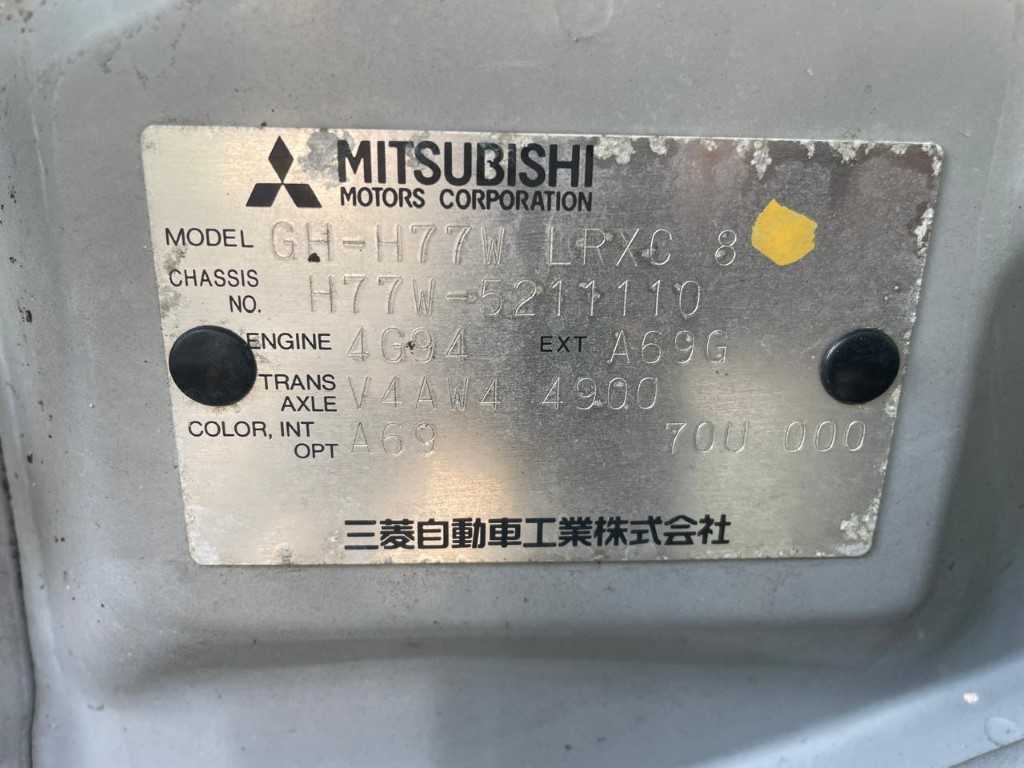 MITSUBISHI
MOTORS CORPORATION
MODEL GH-H77W LRXC 8
CHASSIS NO. H77W-5211110
ENGINE 4G94 EXT A69G
TRANS AXLE V4AW4 4900
COLOR, INT OPT A69 70U 000
三菱自動車工業株式会社